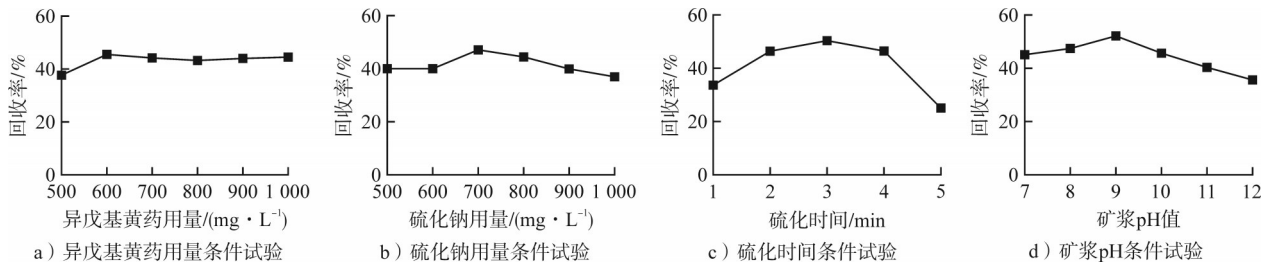 60
40
20
0
回收率/%
500 600 700 800 900 1 000
异戊基黄药用量/(mg·L⁻¹)
a）异戊基黄药用量条件试验
60
40
20
0
回收率/%
500 600 700 800 900 1 000
硫化钠用量/(mg·L⁻¹)
b）硫化钠用量条件试验
60
40
20
0
回收率/%
1 2 3 4 5
硫化时间/min
c）硫化时间条件试验
60
40
20
0
回收率/%
7 8 9 10 11 12
矿浆pH值
d）矿浆pH条件试验